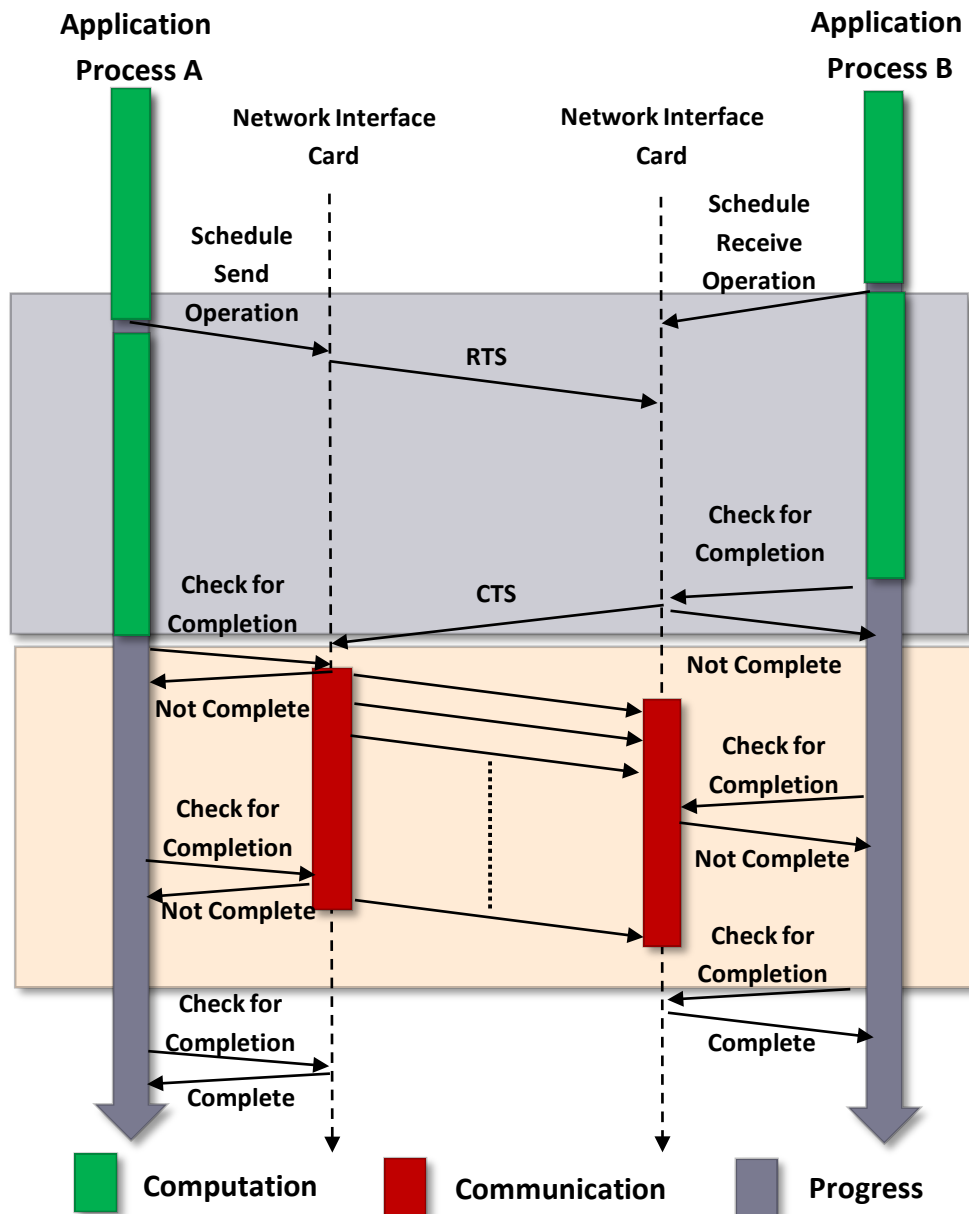 Application
Process A
Application
Process B
Network Interface
Card
Network Interface
Card
Schedule
Send
Operation
Schedule
Receive
Operation
RTS
Check for
Completion
Check for
Completion
CTS
Not Complete
Not Complete
Check for
Completion
Check for
Completion
Not Complete
Not Complete
Check for
Completion
Check for
Completion
Complete
Complete
Computation
Communication
Progress